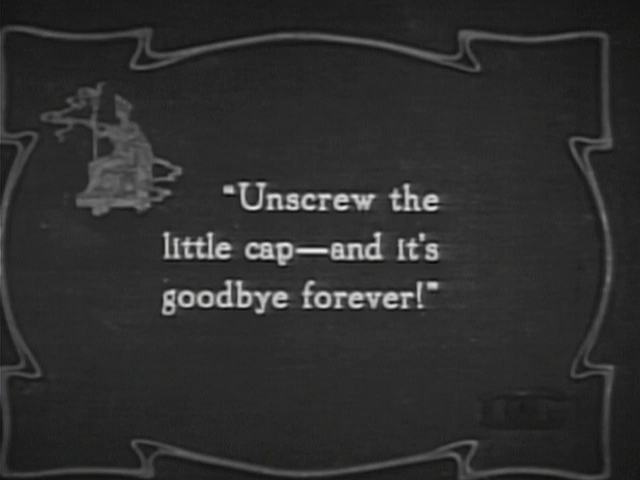 "Unscrew the
little cap—and it's
goodbye forever!"